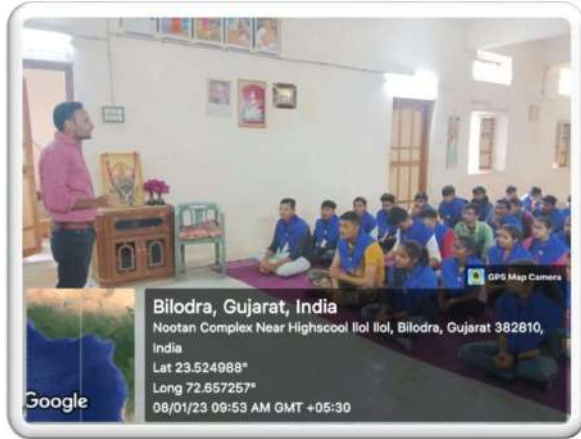 GPS Map Camera
Bilodra, Gujarat, India
Nootan Complex Near Highscool Ilol Ilol, Bilodra, Gujarat 382810,
India
Lat 23.524988°
Long 72.657257°
08/01/23 09:53 AM GMT +05:30
Google